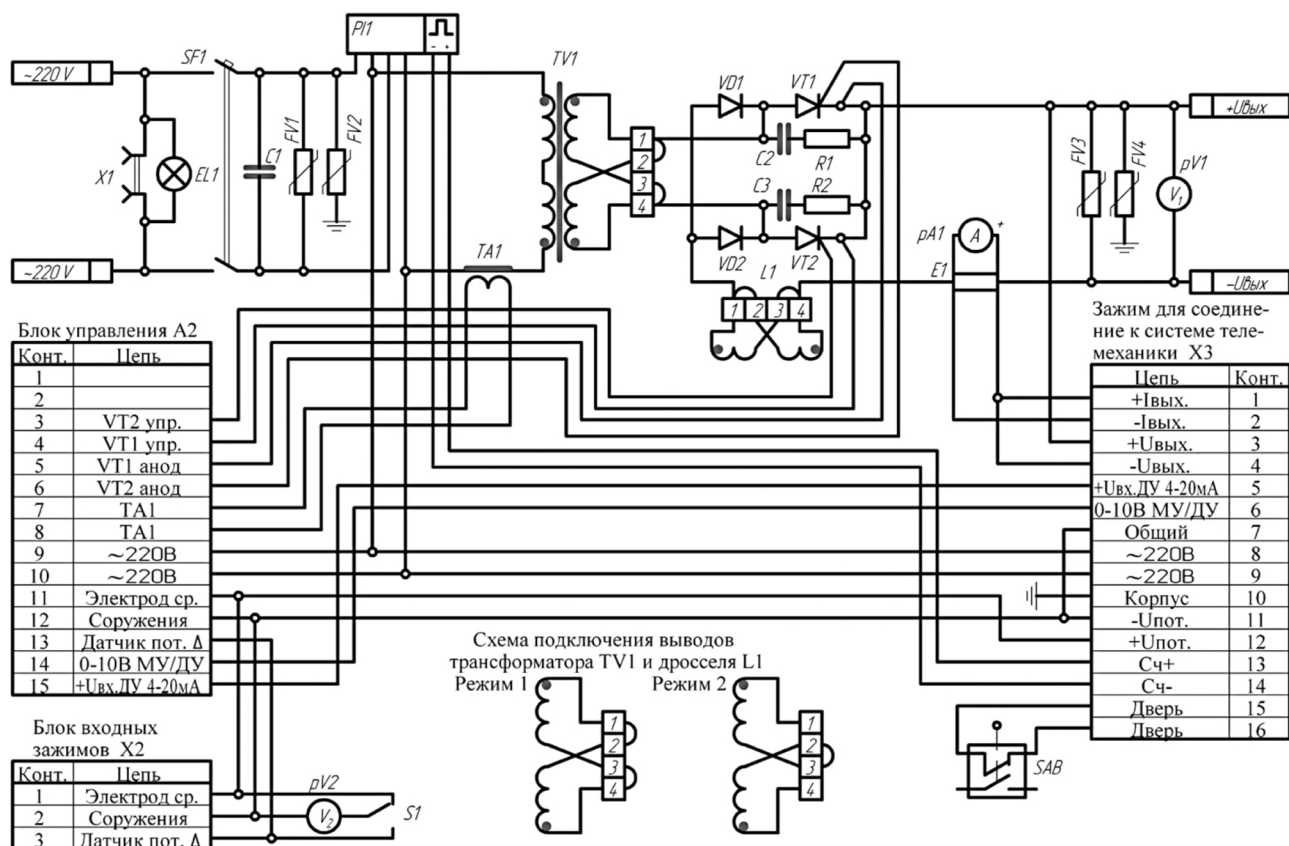 PI1
- +
SF1
TV1
~220 V
EL1
X1
C1
FV1
FV2
~220 V
TA1
1
2
3
4
VD1
VT1
C2
R1
C3
R2
VD2
VT2
L1
1 2 3 4
pA1
A
+
E1
FV3
FV4
pV1
V₁
+Uвых
-Uвых
Блок управления А2
Конт. Цепь
1
2
3 VT2 упр.
4 VT1 упр.
5 VT1 анод
6 VT2 анод
7 ТА1
8 ТА1
9 ~220В
10 ~220В
11 Электрод ср.
12 Соружения
13 Датчик пот. Δ
14 0-10В МУ/ДУ
15 +Uвх.ДУ 4-20мА
Зажим для соедине-
ние к системе теле-
механики Х3
Цепь Конт.
+Iвых. 1
-Iвых. 2
+Uвых. 3
-Uвых. 4
+Uвх.ДУ 4-20мА 5
0-10В МУ/ДУ 6
Общий 7
~220В 8
~220В 9
Корпус 10
-Uпот. 11
+Uпот. 12
Сч+ 13
Сч- 14
Дверь 15
Дверь 16
SAB
Схема подключения выводов
трансформатора TV1 и дросселя L1
Режим 1 Режим 2
1
2
3
4
1
2
3
4
Блок входных
зажимов Х2
Конт. Цепь
1 Электрод ср.
2 Соружения
3 Датчик пот. Δ
pV2
V₂
S1